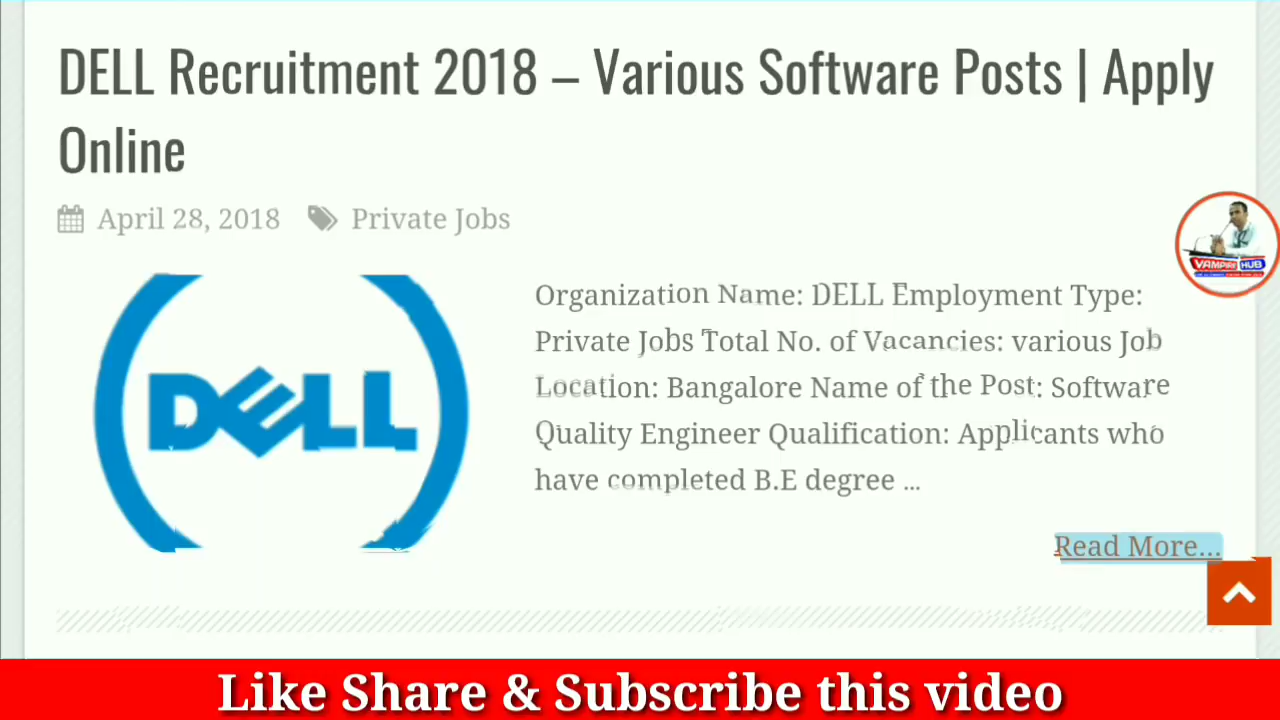 DELL Recruitment 2018 – Various Software Posts | Apply
Online
April 28, 2018 Private Jobs
DELL
Organization Name: DELL Employment Type:
Private Jobs Total No. of Vacancies: various Job
Location: Bangalore Name of the Post: Software
Quality Engineer Qualification: Applicants who
have completed B.E degree ...
Read More...
VAMPIRE HUB
Like Share & Subscribe this video